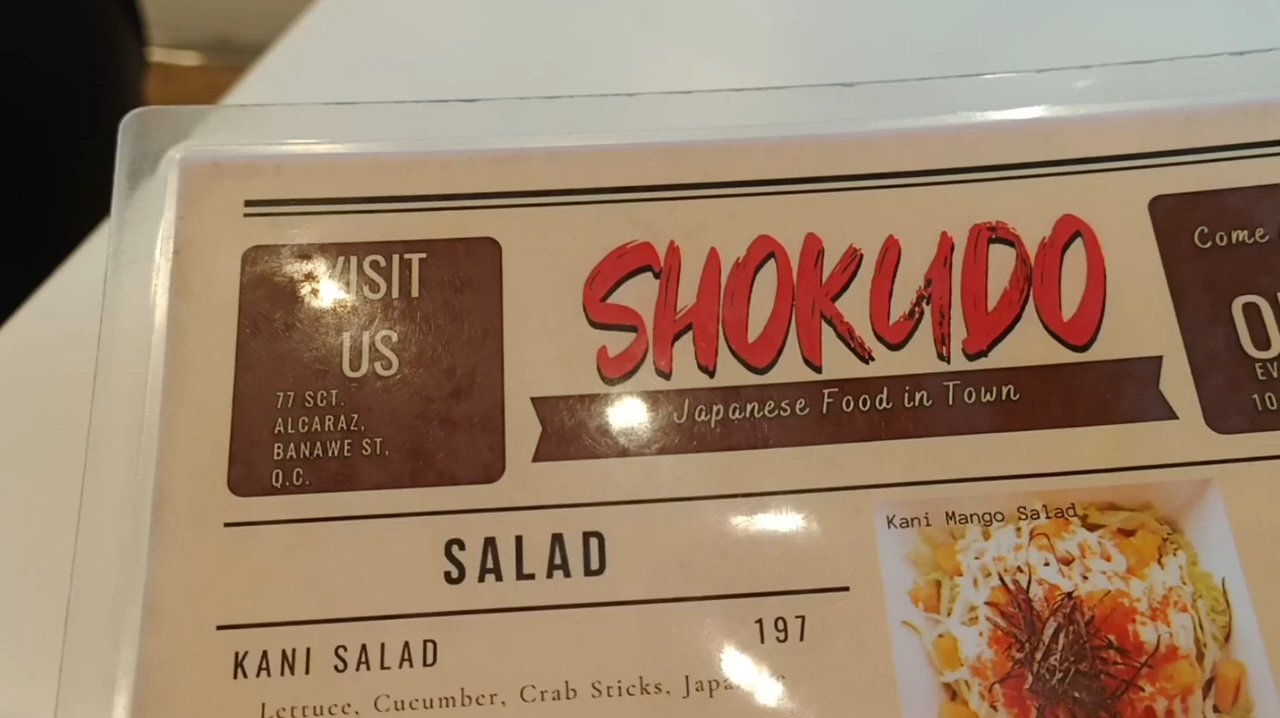 VISIT
US
77 SCT.
ALCARAZ,
BANAWE ST,
Q.C.
SHOKUDO
Japanese Food in Town
Come
SALAD
KANI SALAD 197
Lettuce, Cucumber, Crab Sticks,
Kani Mango Salad